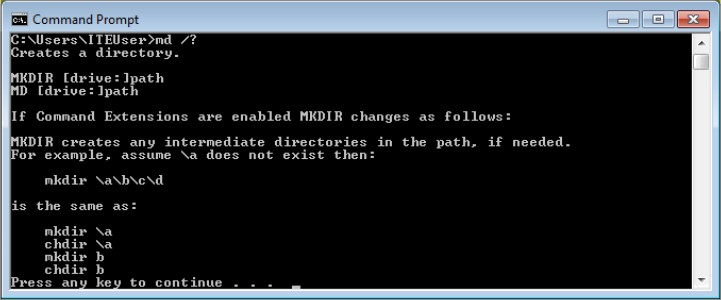 Command Prompt
C:\Users\ITEUser>md /?
Creates a directory.
MKDIR [drive:]path
MD [drive:]path
If Command Extensions are enabled MKDIR changes as follows:
MKDIR creates any intermediate directories in the path, if needed.
For example, assume \a does not exist then:
mkdir \a\b\c\d
is the same as:
mkdir \a
chdir \a
mkdir b
chdir b
Press any key to continue . . . _